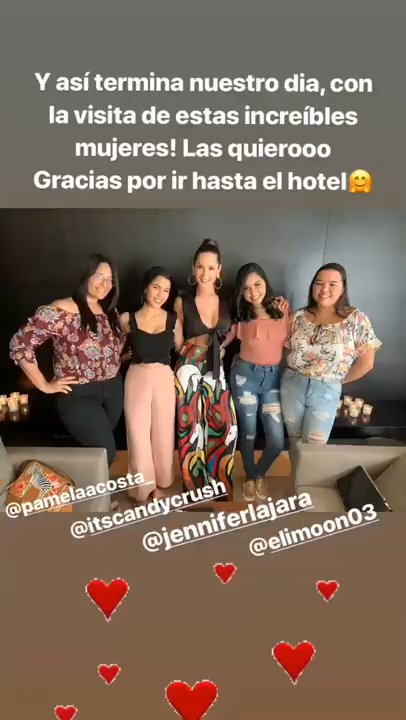 Y así termina nuestro dia, con
la visita de estas increíbles
mujeres! Las quierooo
Gracias por ir hasta el hotel🤗
@pamelaacosta_
@itscandycrush
@jenniferlajara
@elimoon03